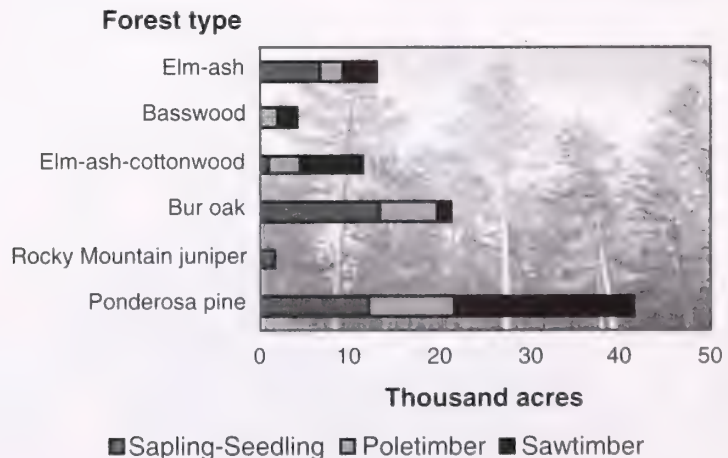 Forest type
Elm-ash
Basswood
Elm-ash-cottonwood
Bur oak
Rocky Mountain juniper
Ponderosa pine
0 10 20 30 40 50
Thousand acres
Sapling-Seedling Poletimber Sawtimber